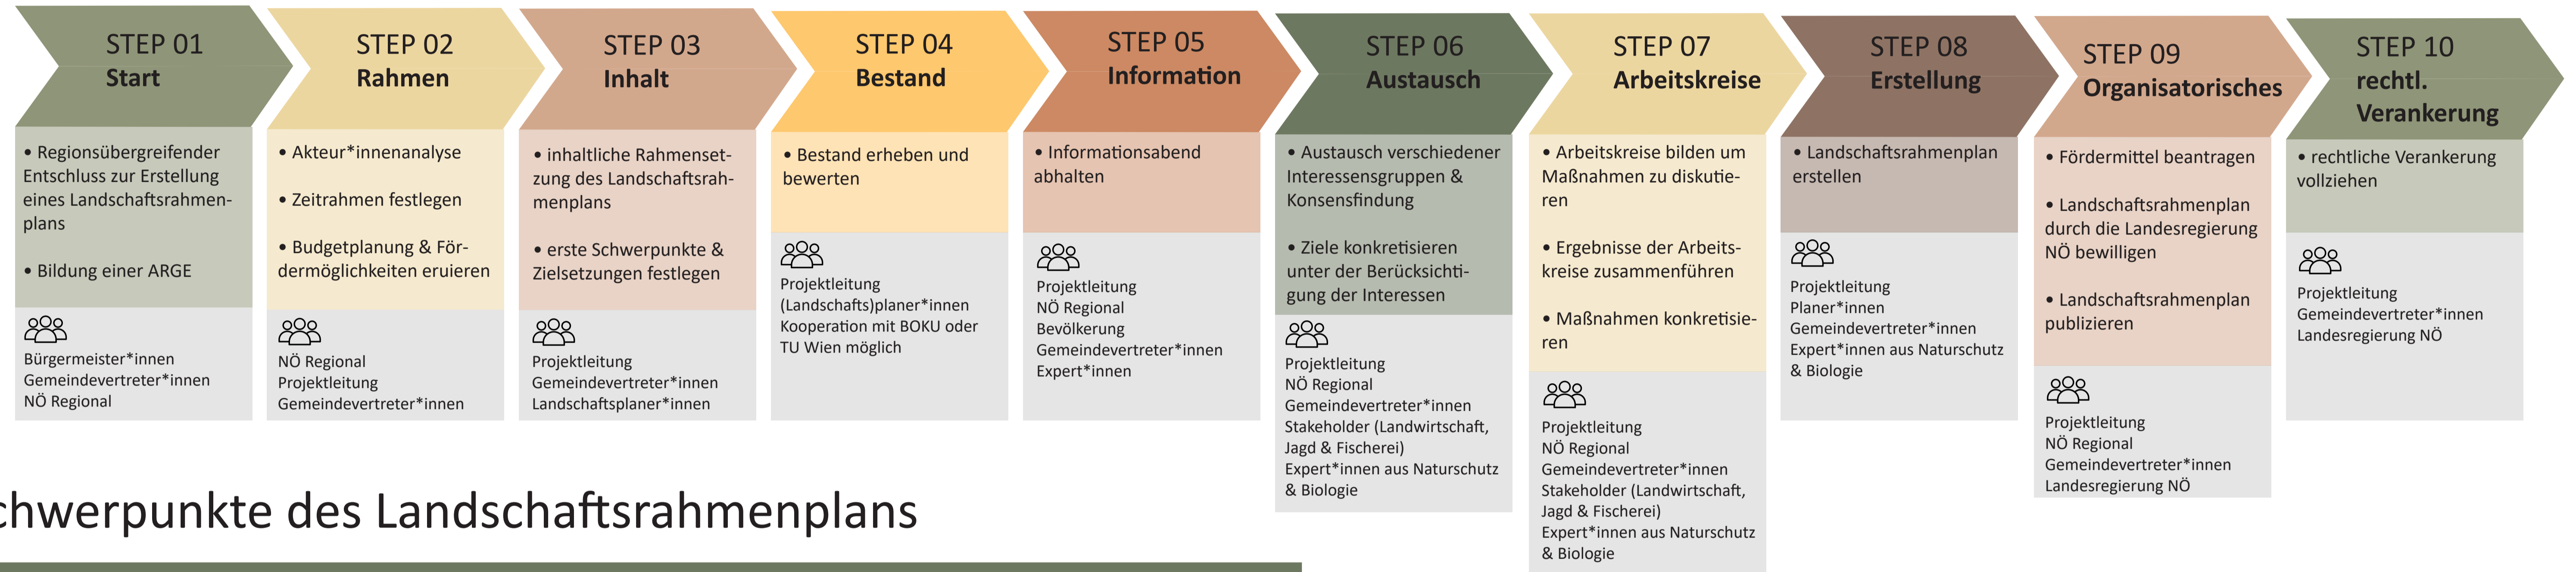 STEP 01
Start
• Regionsübergreifender
Entschluss zur Erstellung
eines Landschaftsrahmen-
plans
• Bildung einer ARGE
Bürgermeister*innen
Gemeindevertreter*innen
NÖ Regional
STEP 02
Rahmen
• Akteur*innenanalyse
• Zeitrahmen festlegen
• Budgetplanung & För-
dermöglichkeiten eruieren
NÖ Regional
Projektleitung
Gemeindevertreter*innen
STEP 03
Inhalt
• inhaltliche Rahmenset-
zung des Landschaftsrah-
menplans
• erste Schwerpunkte &
Zielsetzungen festlegen
Projektleitung
Gemeindevertreter*innen
Landschaftsplaner*innen
STEP 04
Bestand
• Bestand erheben und
bewerten
Projektleitung
(Landschafts)planer*innen
Kooperation mit BOKU oder
TU Wien möglich
STEP 05
Information
• Informationsabend
abhalten
Projektleitung
NÖ Regional
Bevölkerung
Gemeindevertreter*innen
Expert*innen
STEP 06
Austausch
• Austausch verschiedener
Interessensgruppen &
Konsensfindung
• Ziele konkretisieren
unter der Berücksichti-
gung der Interessen
Projektleitung
NÖ Regional
Gemeindevertreter*innen
Stakeholder (Landwirtschaft,
Jagd & Fischerei)
Expert*innen aus Naturschutz
& Biologie
STEP 07
Arbeitskreise
• Arbeitskreise bilden um
Maßnahmen zu diskutie-
ren
• Ergebnisse der Arbeits-
kreise zusammenführen
• Maßnahmen konkretisie-
ren
Projektleitung
NÖ Regional
Gemeindevertreter*innen
Stakeholder (Landwirtschaft,
Jagd & Fischerei)
Expert*innen aus Naturschutz
& Biologie
STEP 08
Erstellung
• Landschaftsrahmenplan
erstellen
Projektleitung
Planer*innen
Gemeindevertreter*innen
Expert*innen aus Naturschutz
& Biologie
STEP 09
Organisatorisches
• Fördermittel beantragen
• Landschaftsrahmenplan
durch die Landesregierung
NÖ bewilligen
• Landschaftsrahmenplan
publizieren
Projektleitung
NÖ Regional
Gemeindevertreter*innen
Landesregierung NÖ
STEP 10
rechtl.
Verankerung
• rechtliche Verankerung
vollziehen
Projektleitung
Gemeindevertreter*innen
Landesregierung NÖ
chwerpunkte des Landschaftsrahmenplans